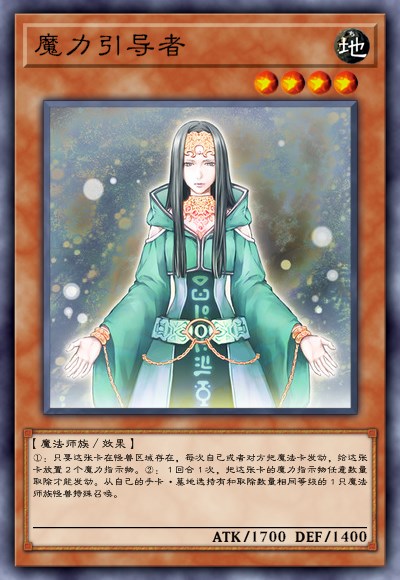 魔力引导者
地
【魔法师族／效果】
①：只要这张卡在怪兽区域存在，每次自己或者对方把魔法卡发动，给这张
卡放置2个魔力指示物。②：1回合1次，把这张卡的魔力指示物任意数量
取除才能发动。从自己的手卡·墓地选持有和取除数量相同等级的1只魔法
师族怪兽特殊召唤。
ATK/1700 DEF/1400